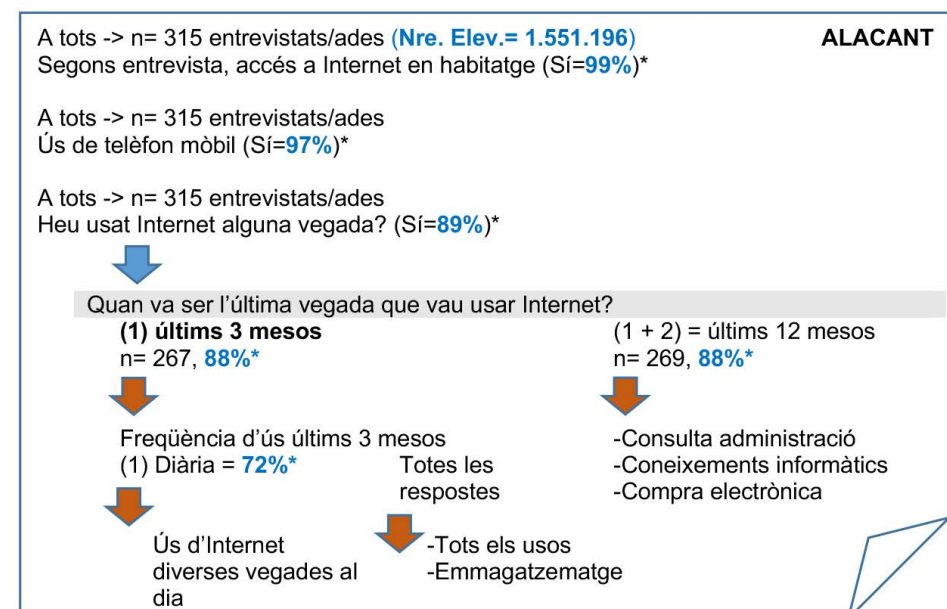 A tots -> n= 315 entrevistats/ades (Nre. Elev.= 1.551.196) ALACANT
Segons entrevista, accés a Internet en habitatge (Sí=99%)*
A tots -> n= 315 entrevistats/ades
Ús de telèfon mòbil (Sí=97%)*
A tots -> n= 315 entrevistats/ades
Heu usat Internet alguna vegada? (Sí=89%)*
Quan va ser l'última vegada que vau usar Internet?
(1) últims 3 mesos
n= 267, 88%*
(1 + 2) = últims 12 mesos
n= 269, 88%*
Freqüència d'ús últims 3 mesos
(1) Diària = 72%*
Totes les
respostes
-Consulta administració
-Coneixements informàtics
-Compra electrònica
Ús d'Internet
diverses vegades al
dia
-Tots els usos
-Emmagatzematge